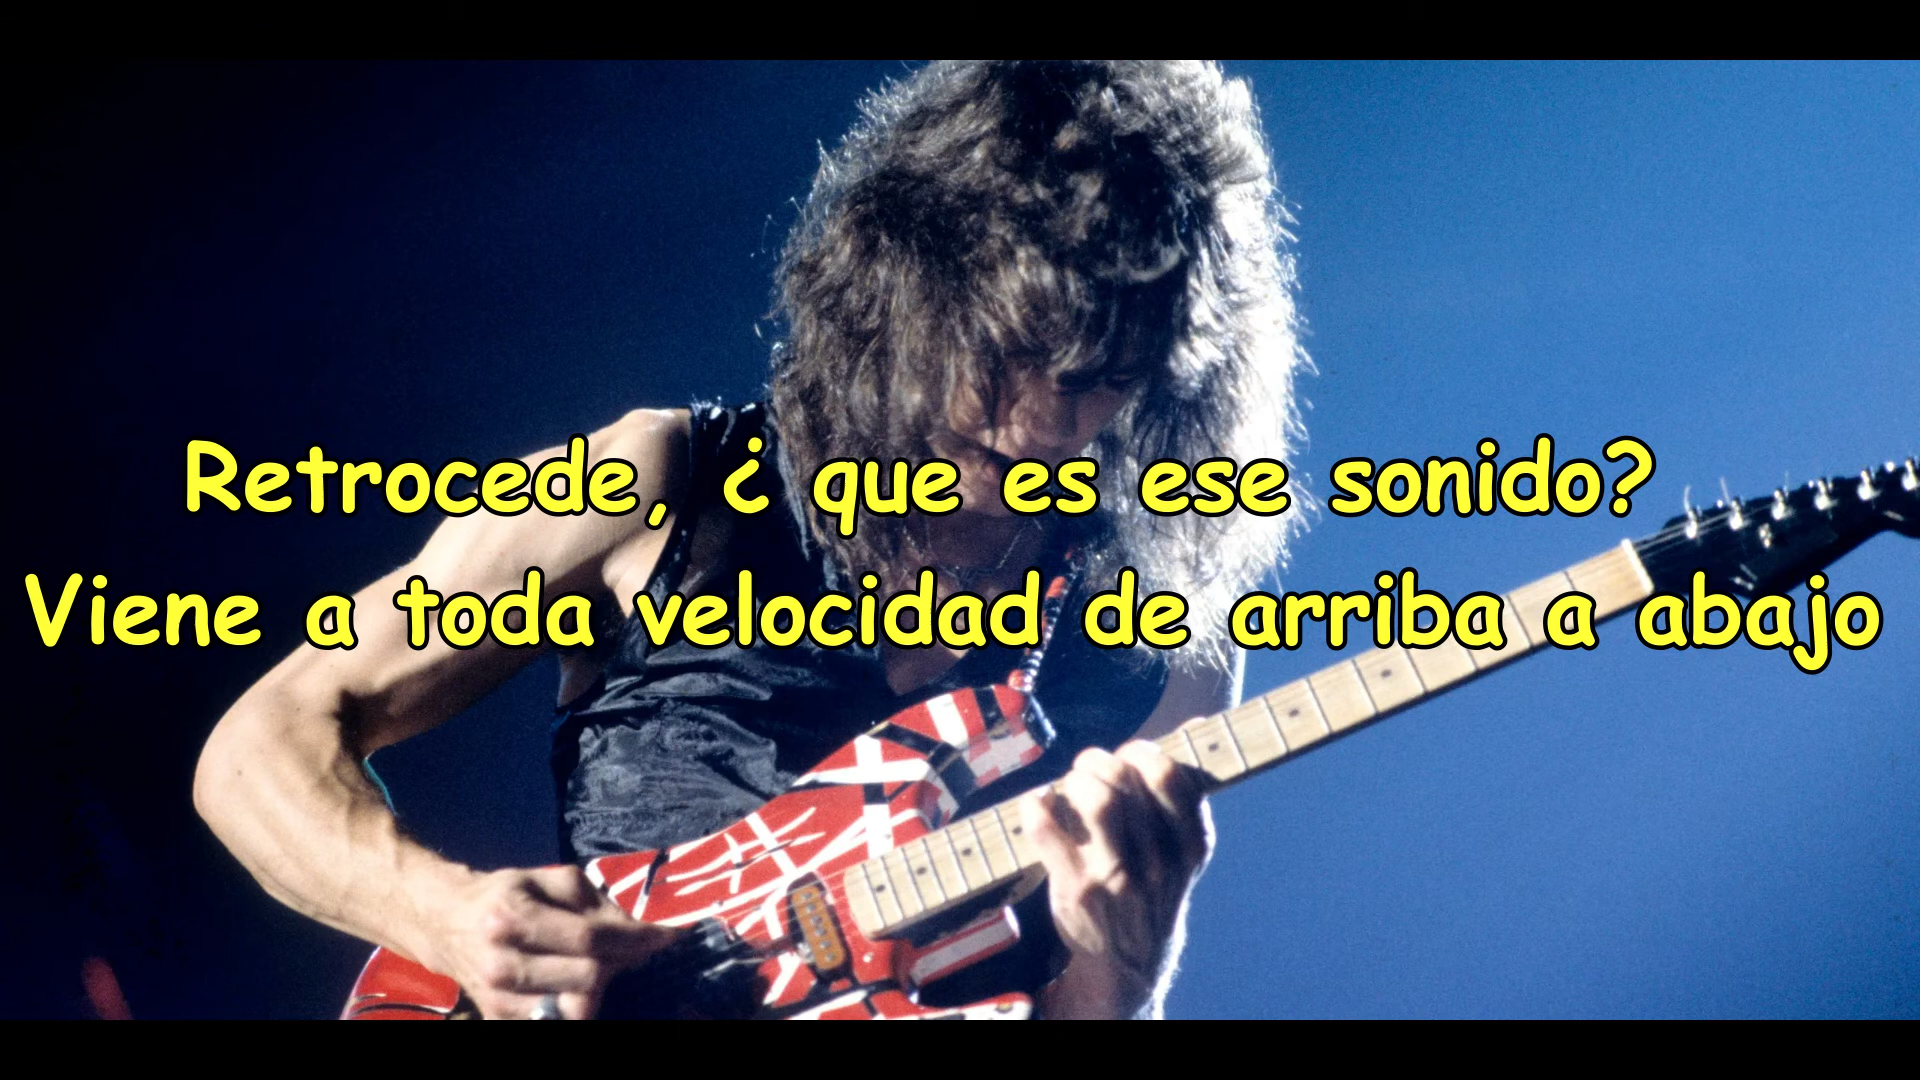 Retrocede, ¿ que es ese sonido?
Viene a toda velocidad de arriba a abajo